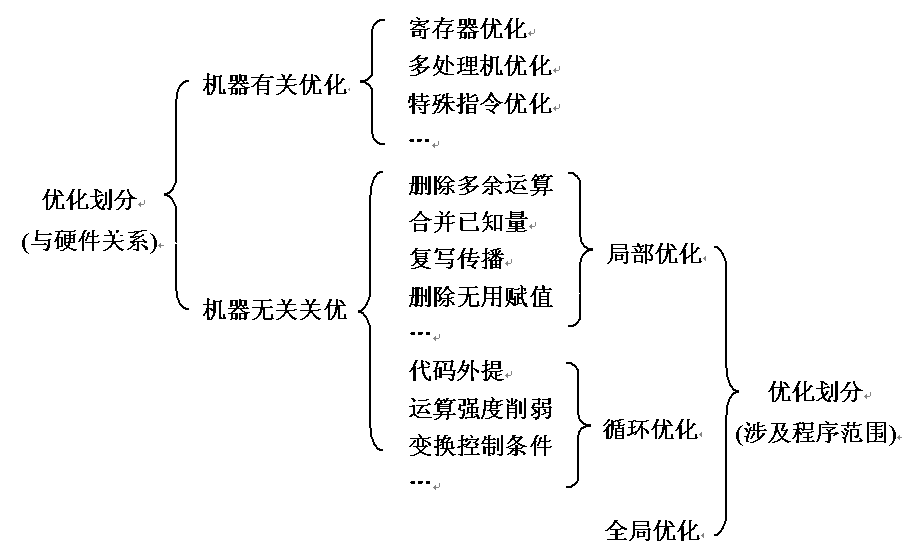 优化划分
(与硬件关系)
机器有关优化
寄存器优化
多处理机优化
特殊指令优化
…
机器无关关优
删除多余运算
合并已知量
复写传播
删除无用赋值
…
代码外提
运算强度削弱
变换控制条件
…
局部优化
循环优化
全局优化
优化划分
(涉及程序范围)